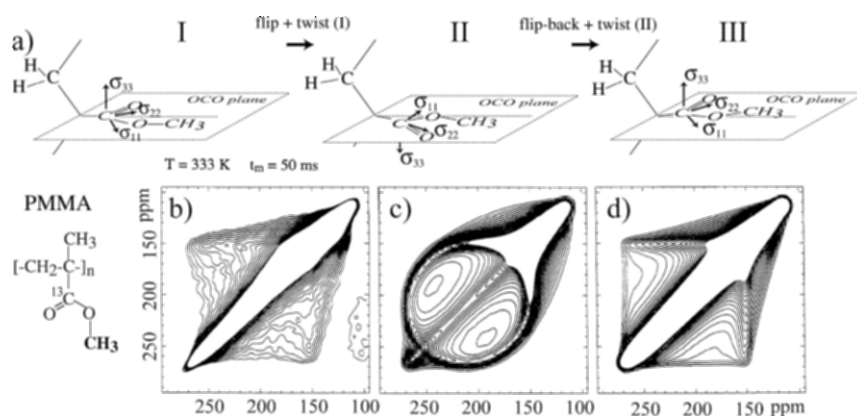 I flip + twist (I) II flip-back + twist (II) III
a)
H H C σ33 O σ22 C O CH3 σ11 OCO plane
H H C σ11 O CH3 C σ22 O σ33 OCO plane
H H C σ33 O σ22 C O CH3 σ11 OCO plane
T = 333 K tm = 50 ms
PMMA
CH3
[-CH2-C-]n
13
O O
CH3
b) c) d)
ppm
150
200
250
250 200 150 100
250 200 150 100
250 200 150 ppm